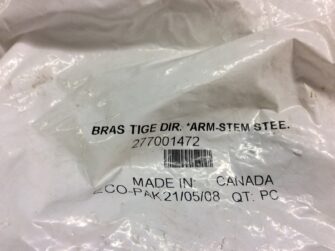 BRAS TIGE DIR. *ARM-STEM STEE.
277001472
MADE IN: CANADA
ECO-PAK 21/05/08 QT. PC